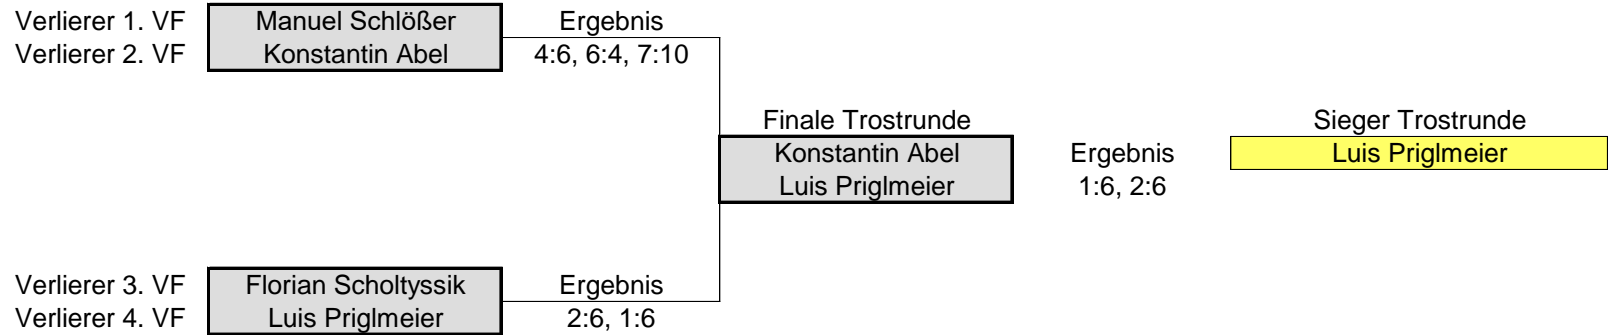 Verlierer 1. VF Manuel Schlößer Ergebnis
Verlierer 2. VF Konstantin Abel 4:6, 6:4, 7:10
Finale Trostrunde Sieger Trostrunde
Konstantin Abel Ergebnis Luis Priglmeier
Luis Priglmeier 1:6, 2:6
Verlierer 3. VF Florian Scholtyssik Ergebnis
Verlierer 4. VF Luis Priglmeier 2:6, 1:6